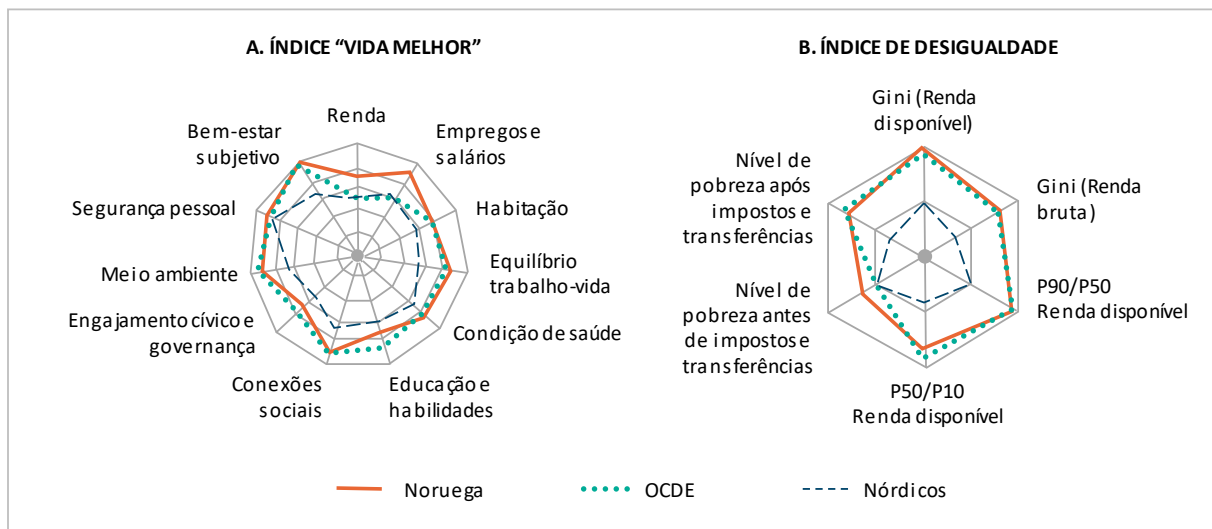 A. ÍNDICE “VIDA MELHOR”
Renda
Empregos e
salários
Habitação
Equilíbrio
trabalho-vida
Condição de saúde
Educação e
habilidades
Conexões
sociais
Engajamento cívico e
governança
Meio ambiente
Segurança pessoal
Bem-estar
subjetivo
B. ÍNDICE DE DESIGUALDADE
Gini (Renda
disponível)
Gini (Renda
bruta)
P90/P50
Renda disponível
P50/P10
Renda disponível
Nível de
pobreza antes
de impostos e
transferências
Nível de
pobreza após
impostos e
transferências
Noruega
OCDE
Nórdicos